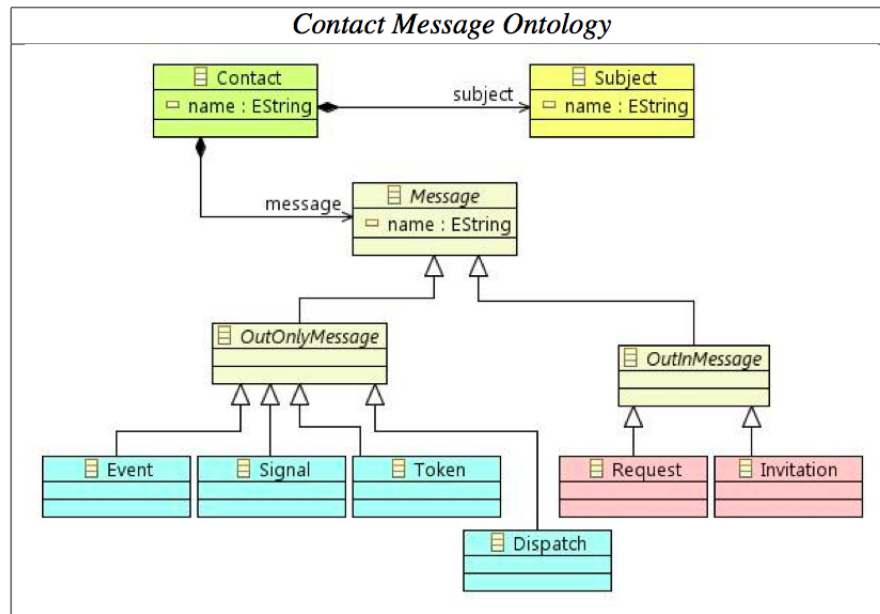 Contact Message Ontology
Contact
name : EString
subject
Subject
name : EString
message
Message
name : EString
OutOnlyMessage
OutInMessage
Event
Signal
Token
Request
Invitation
Dispatch